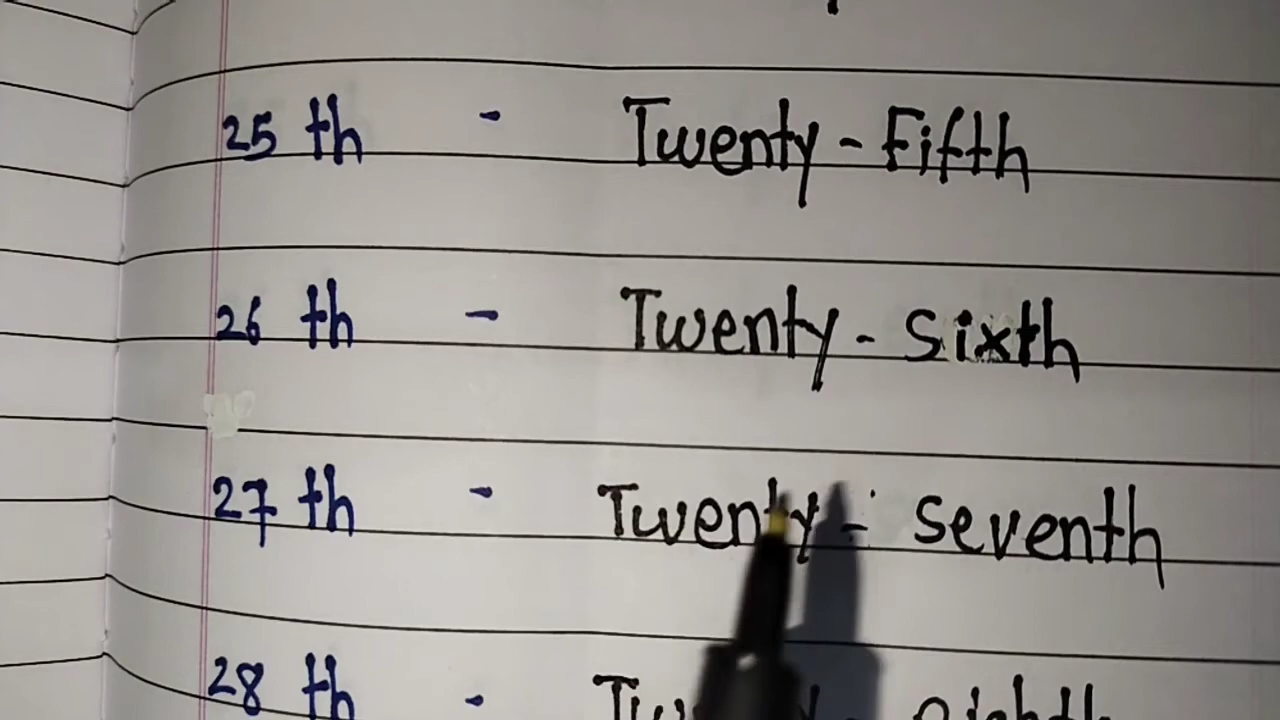 25 th - Twenty - Fifth
26 th - Twenty - Sixth
27 th - Twenty - Seventh
28 th -